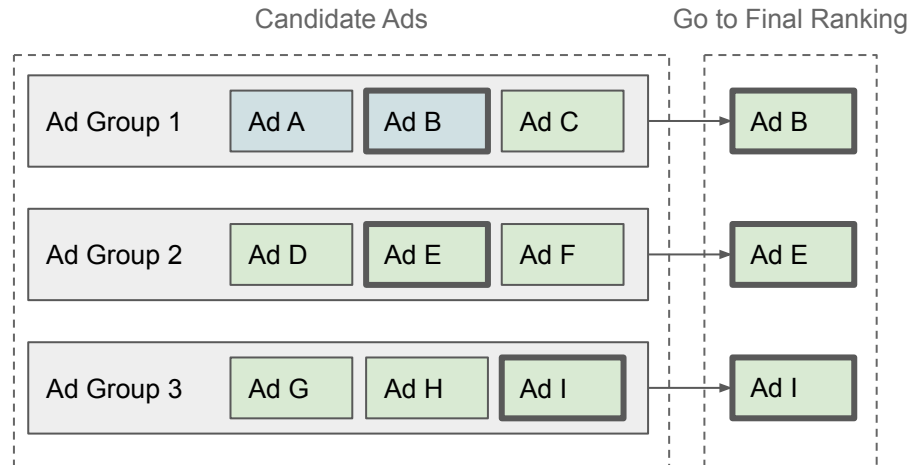 Candidate Ads Go to Final Ranking
Ad Group 1 Ad A Ad B Ad C Ad B
Ad Group 2 Ad D Ad E Ad F Ad E
Ad Group 3 Ad G Ad H Ad I Ad I